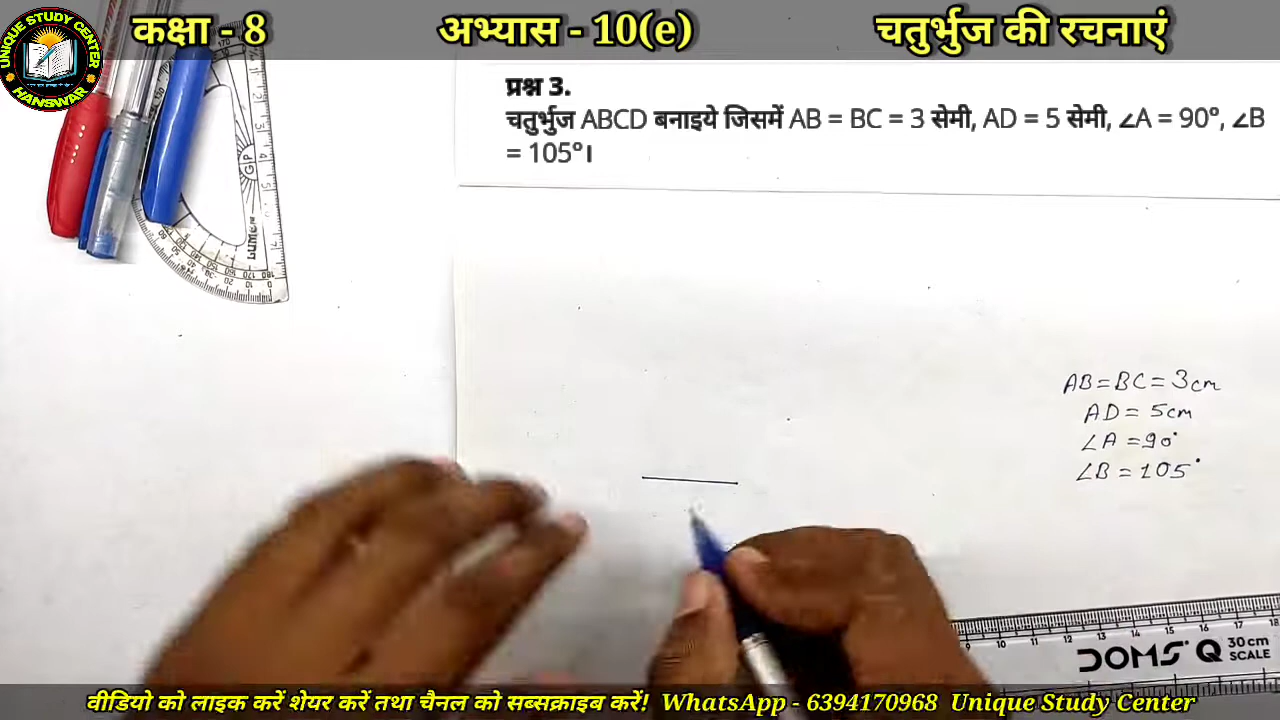 UNIQUE STUDY CENTER
HANSWAR
कक्षा - 8
अभ्यास - 10(e)
चतुर्भुज की रचनाएं
प्रश्न 3.
चतुर्भुज ABCD बनाइये जिसमें AB = BC = 3 सेमी, AD = 5 सेमी, ∠A = 90°, ∠B
= 105°।
AB=BC=3cm
AD = 5cm
∠A =90°
∠B = 105°
DOMS Q 30 cm
SCALE
वीडियो को लाइक करें शेयर करें तथा चैनल को सब्सक्राइब करें! WhatsApp - 6394170968 Unique Study Center